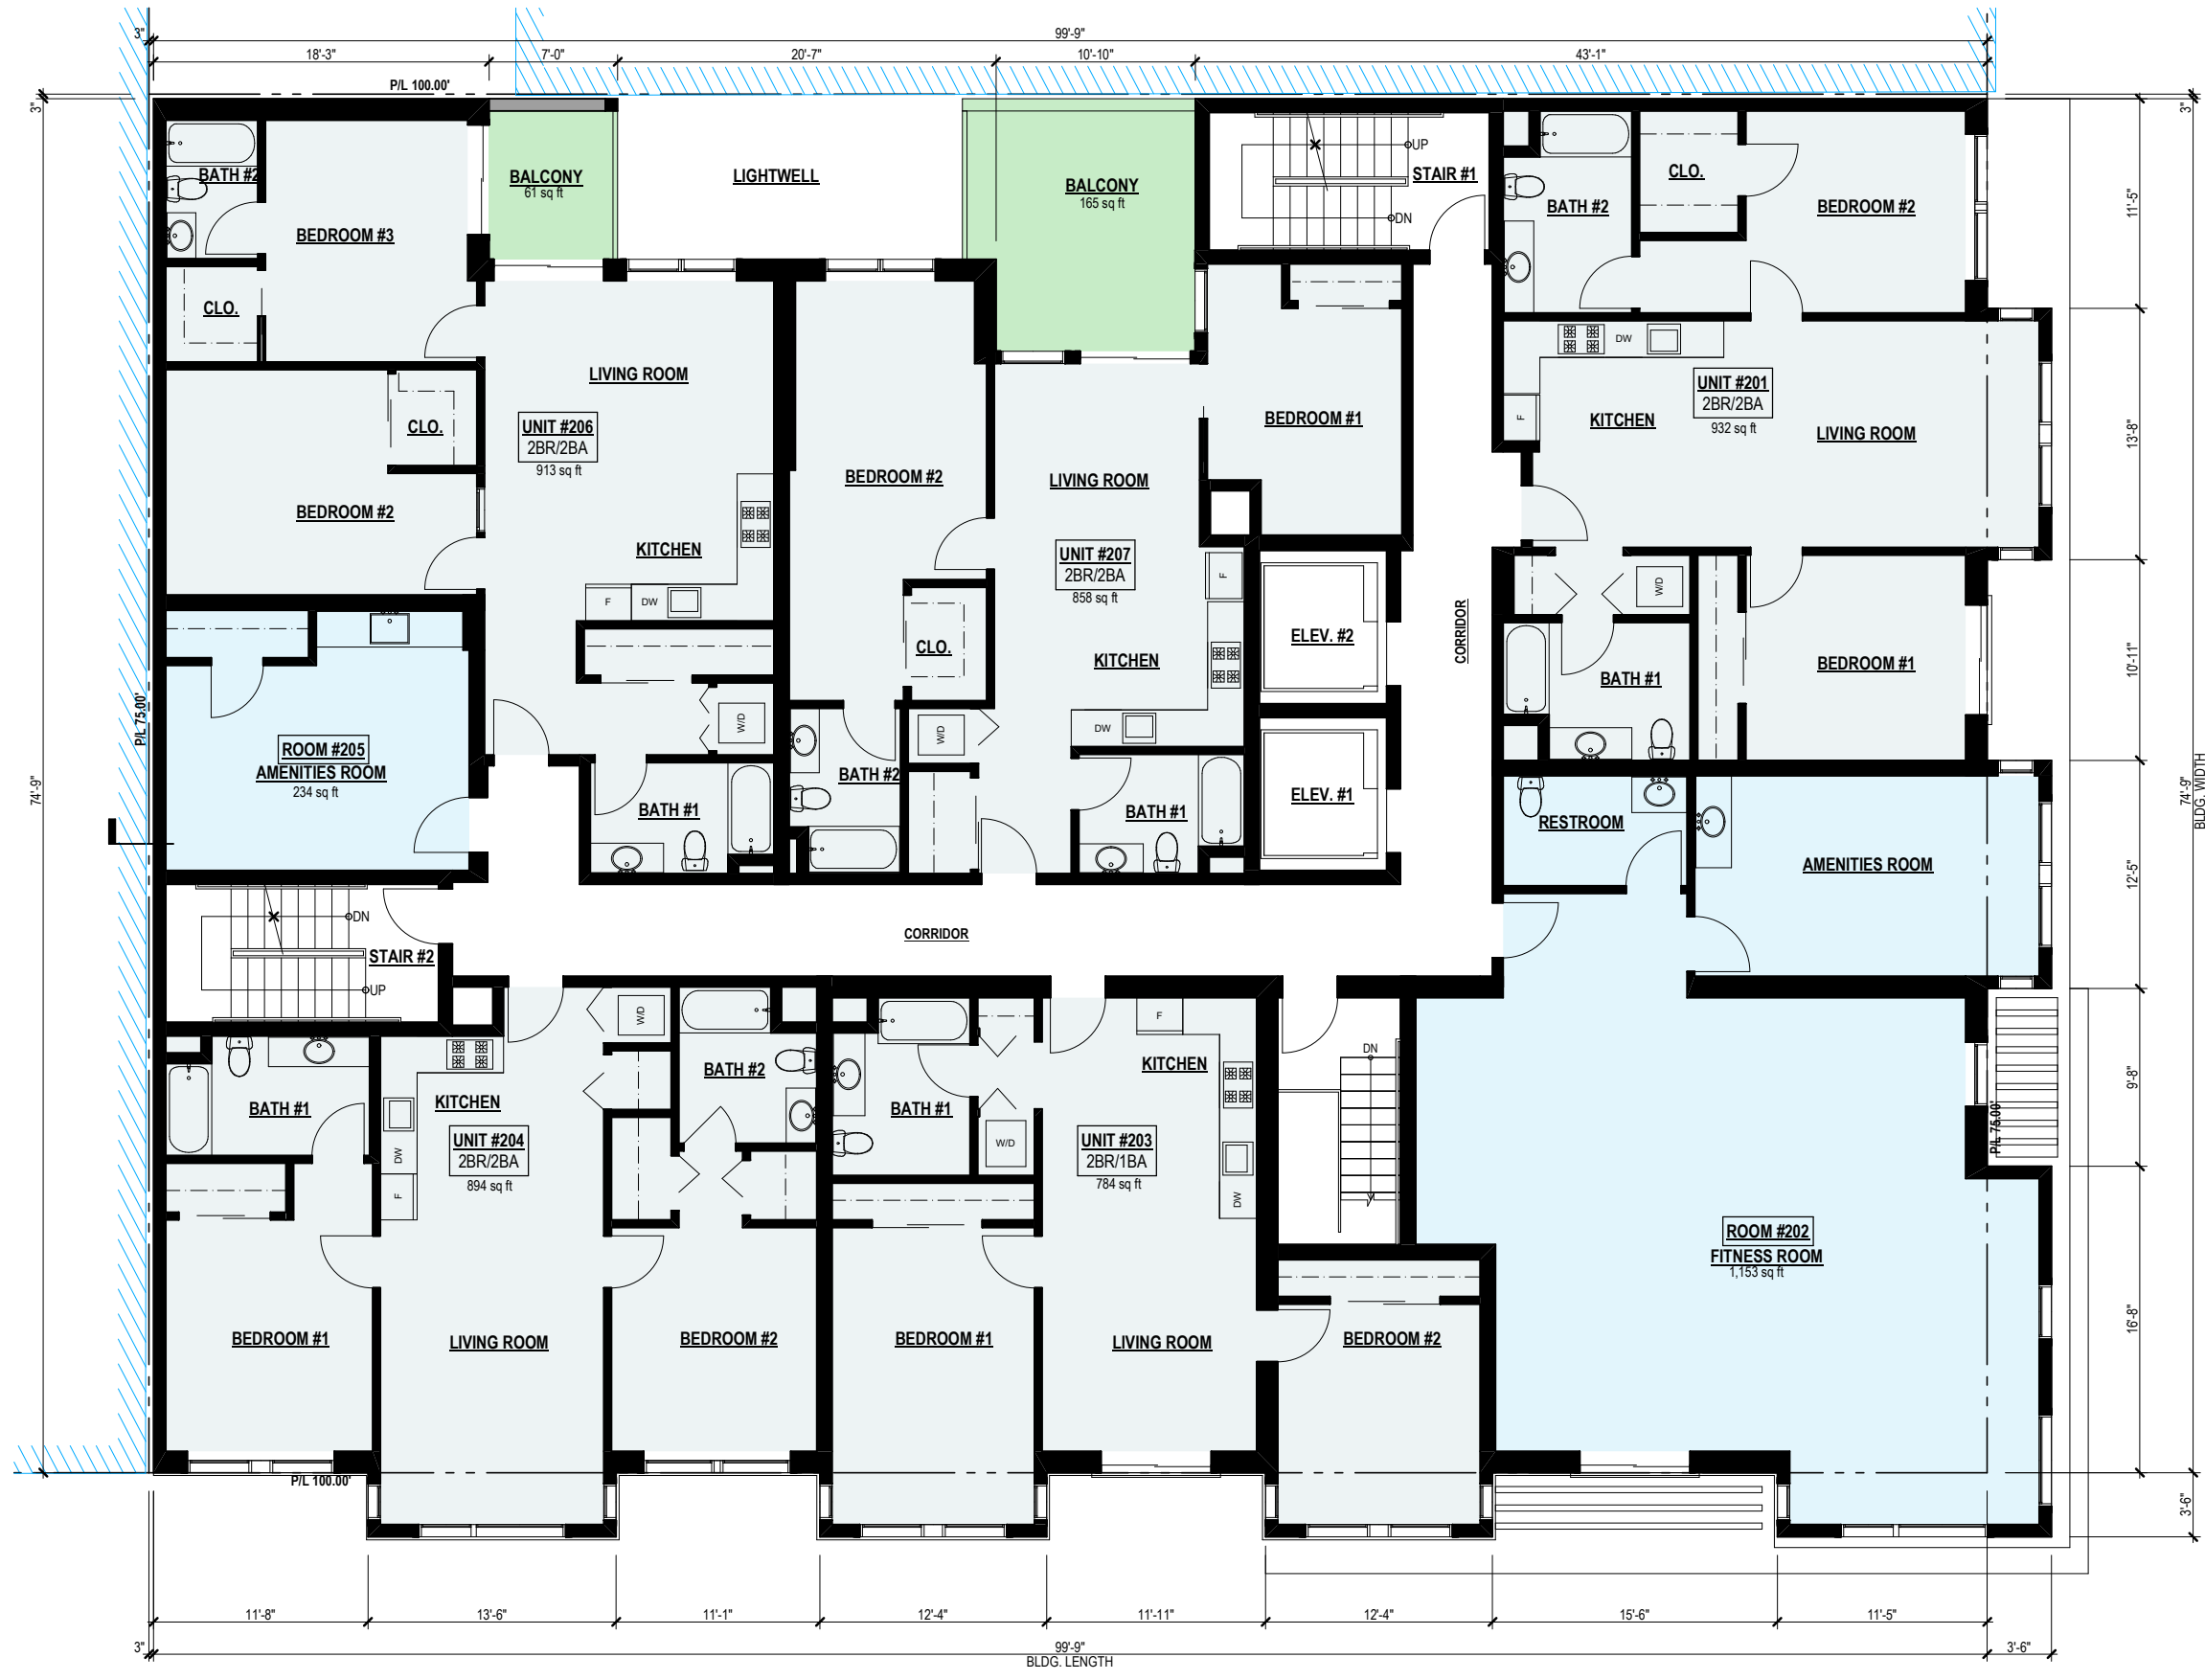 3"
99'-9"
18'-3"
7'-0"
20'-7"
10'-10"
43'-1"
P/L 100.00'
3"
3"
BATH #2
BALCONY
61 sq ft
LIGHTWELL
BALCONY
165 sq ft
UP
STAIR #1
DN
CLO.
BATH #2
BEDROOM #2
11'-5"
BEDROOM #3
CLO.
LIVING ROOM
DW
UNIT #201
2BR/2BA
932 sq ft
F
KITCHEN
LIVING ROOM
13'-8"
CLO.
UNIT #206
2BR/2BA
913 sq ft
BEDROOM #1
BEDROOM #2
LIVING ROOM
BEDROOM #2
KITCHEN
UNIT #207
2BR/2BA
858 sq ft
F
F
DW
W/D
CORRIDOR
ELEV. #2
CLO.
KITCHEN
BATH #1
BEDROOM #1
10'-11"
P/L 75.00'
ROOM #205
AMENITIES ROOM
234 sq ft
W/D
W/D
DW
74'-9"
74'-9"
BLDG. WIDTH
BATH #2
BATH #1
BATH #1
ELEV. #1
RESTROOM
AMENITIES ROOM
12'-5"
DN
STAIR #2
UP
CORRIDOR
W/D
F
BATH #2
KITCHEN
DN
9'-8"
P/L 75.00'
BATH #1
KITCHEN
BATH #1
DW
UNIT #204
2BR/2BA
894 sq ft
F
W/D
UNIT #203
2BR/1BA
784 sq ft
DW
ROOM #202
FITNESS ROOM
1,153 sq ft
16'-8"
BEDROOM #1
LIVING ROOM
BEDROOM #2
BEDROOM #1
LIVING ROOM
BEDROOM #2
P/L 100.00'
3'-6"
11'-8"
13'-6"
11'-1"
12'-4"
11'-11"
12'-4"
15'-6"
11'-5"
3"
99'-9"
BLDG. LENGTH
3'-6"